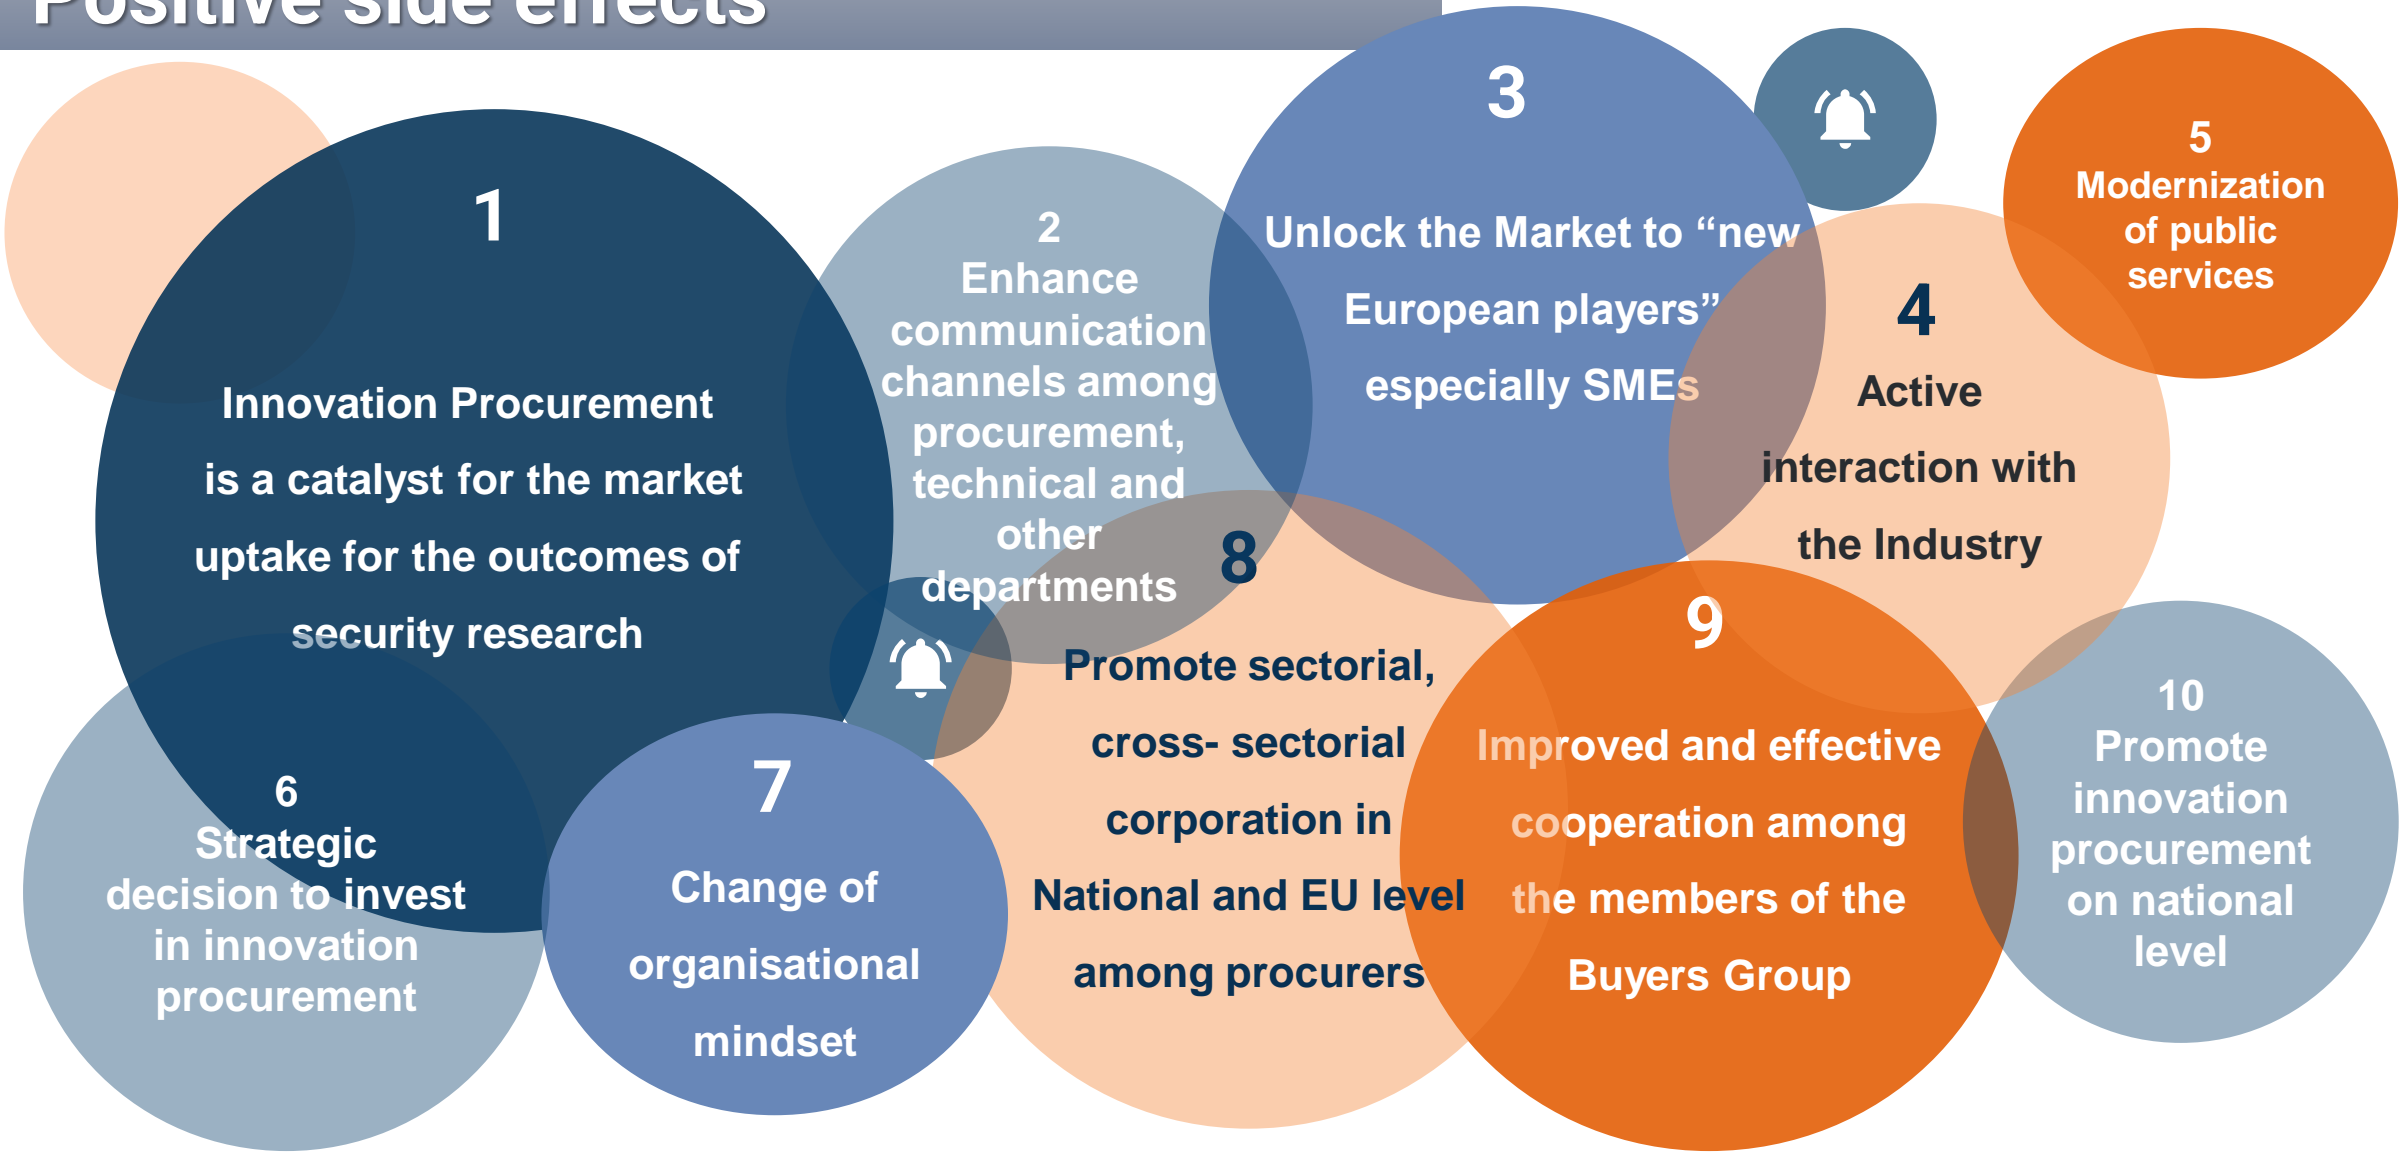 Positive side effects
1
Innovation Procurement
is a catalyst for the market
uptake for the outcomes of
security research
2
Enhance
communication
channels among
procurement,
technical and
other
departments
3
Unlock the Market to “new
European players”
especially SMEs
4
Active
interaction with
the Industry
5
Modernization
of public
services
6
Strategic
decision to invest
in innovation
procurement
7
Change of
organisational
mindset
8
Promote sectorial,
cross- sectorial
corporation in
National and EU level
among procurers
9
Improved and effective
cooperation among
the members of the
Buyers Group
10
Promote
innovation
procurement
on national
level